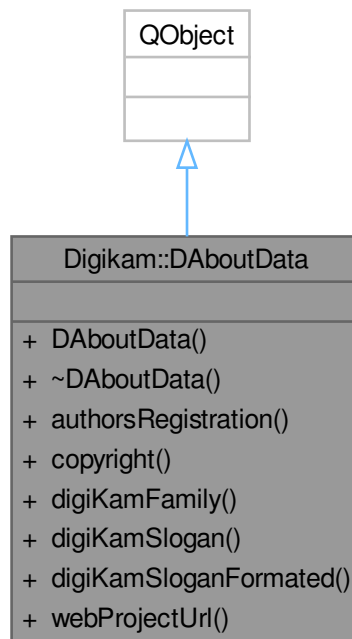 QObject
Digikam::DAboutData
+ DAboutData()
+ ~DAboutData()
+ authorsRegistration()
+ copyright()
+ digiKamFamily()
+ digiKamSlogan()
+ digiKamSloganFormated()
+ webProjectUrl()